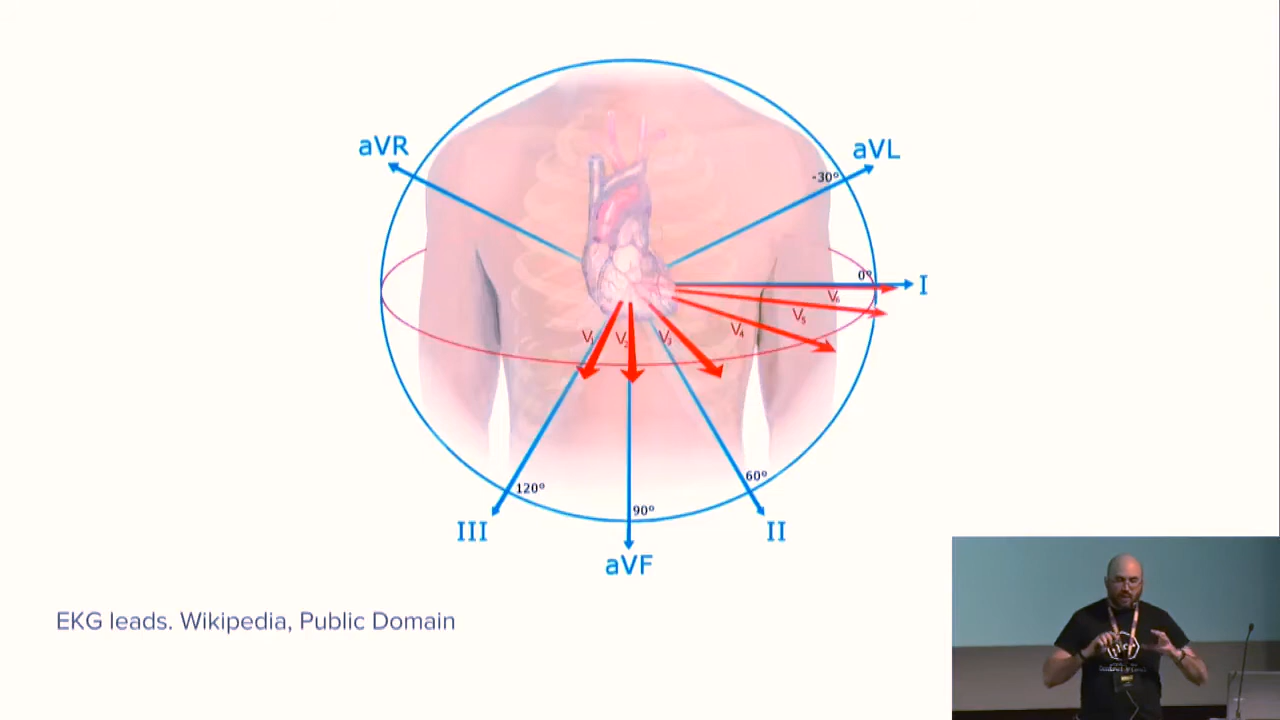 aVR
aVL
-30°
0°
I
V6
V5
V4
V1
V2
V3
60°
120°
90°
III
II
aVF
EKG leads. Wikipedia, Public Domain